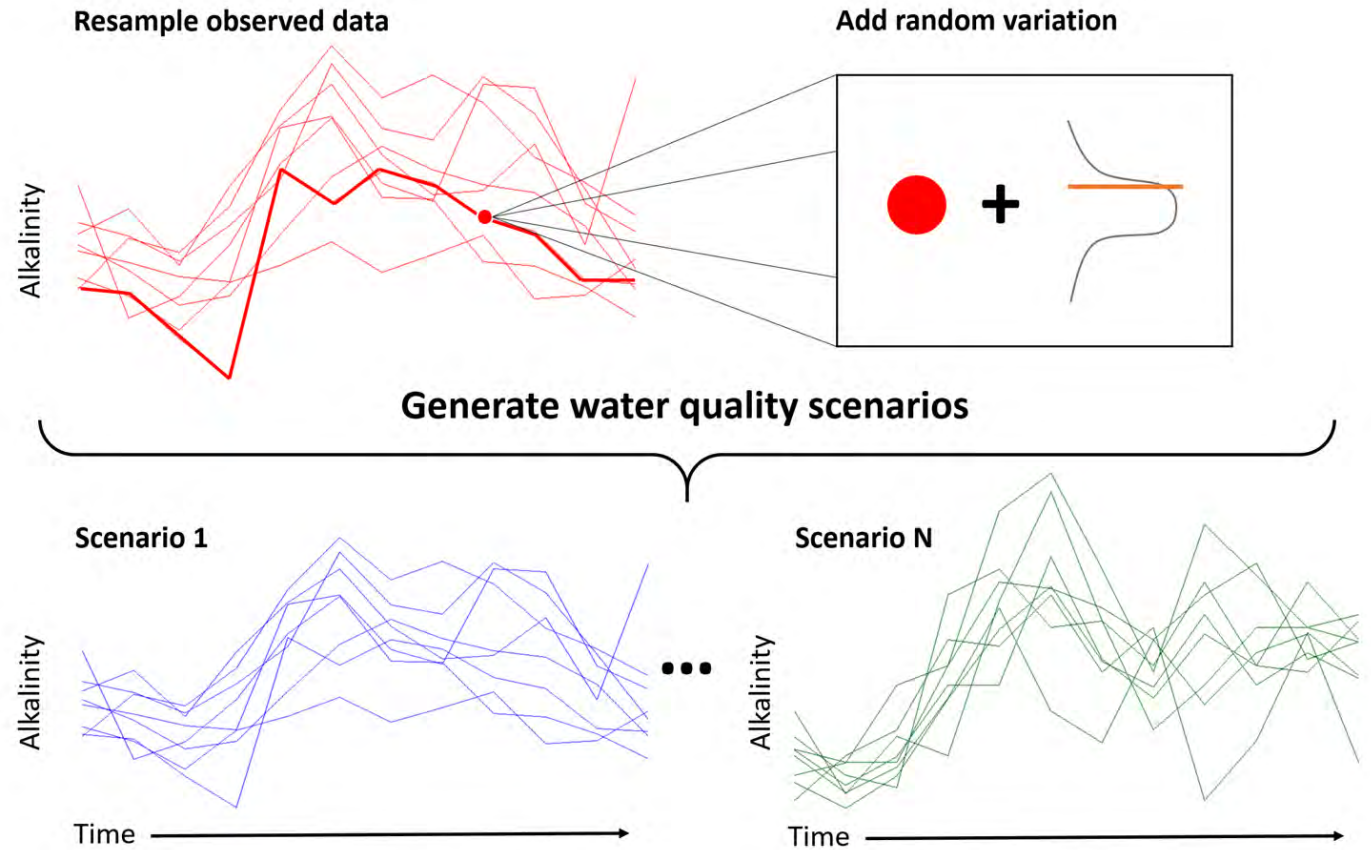 Resample observed data
Add random variation
Alkalinity
+
Generate water quality scenarios
Scenario 1
Scenario N
Alkalinity
...
Alkalinity
Time
Time